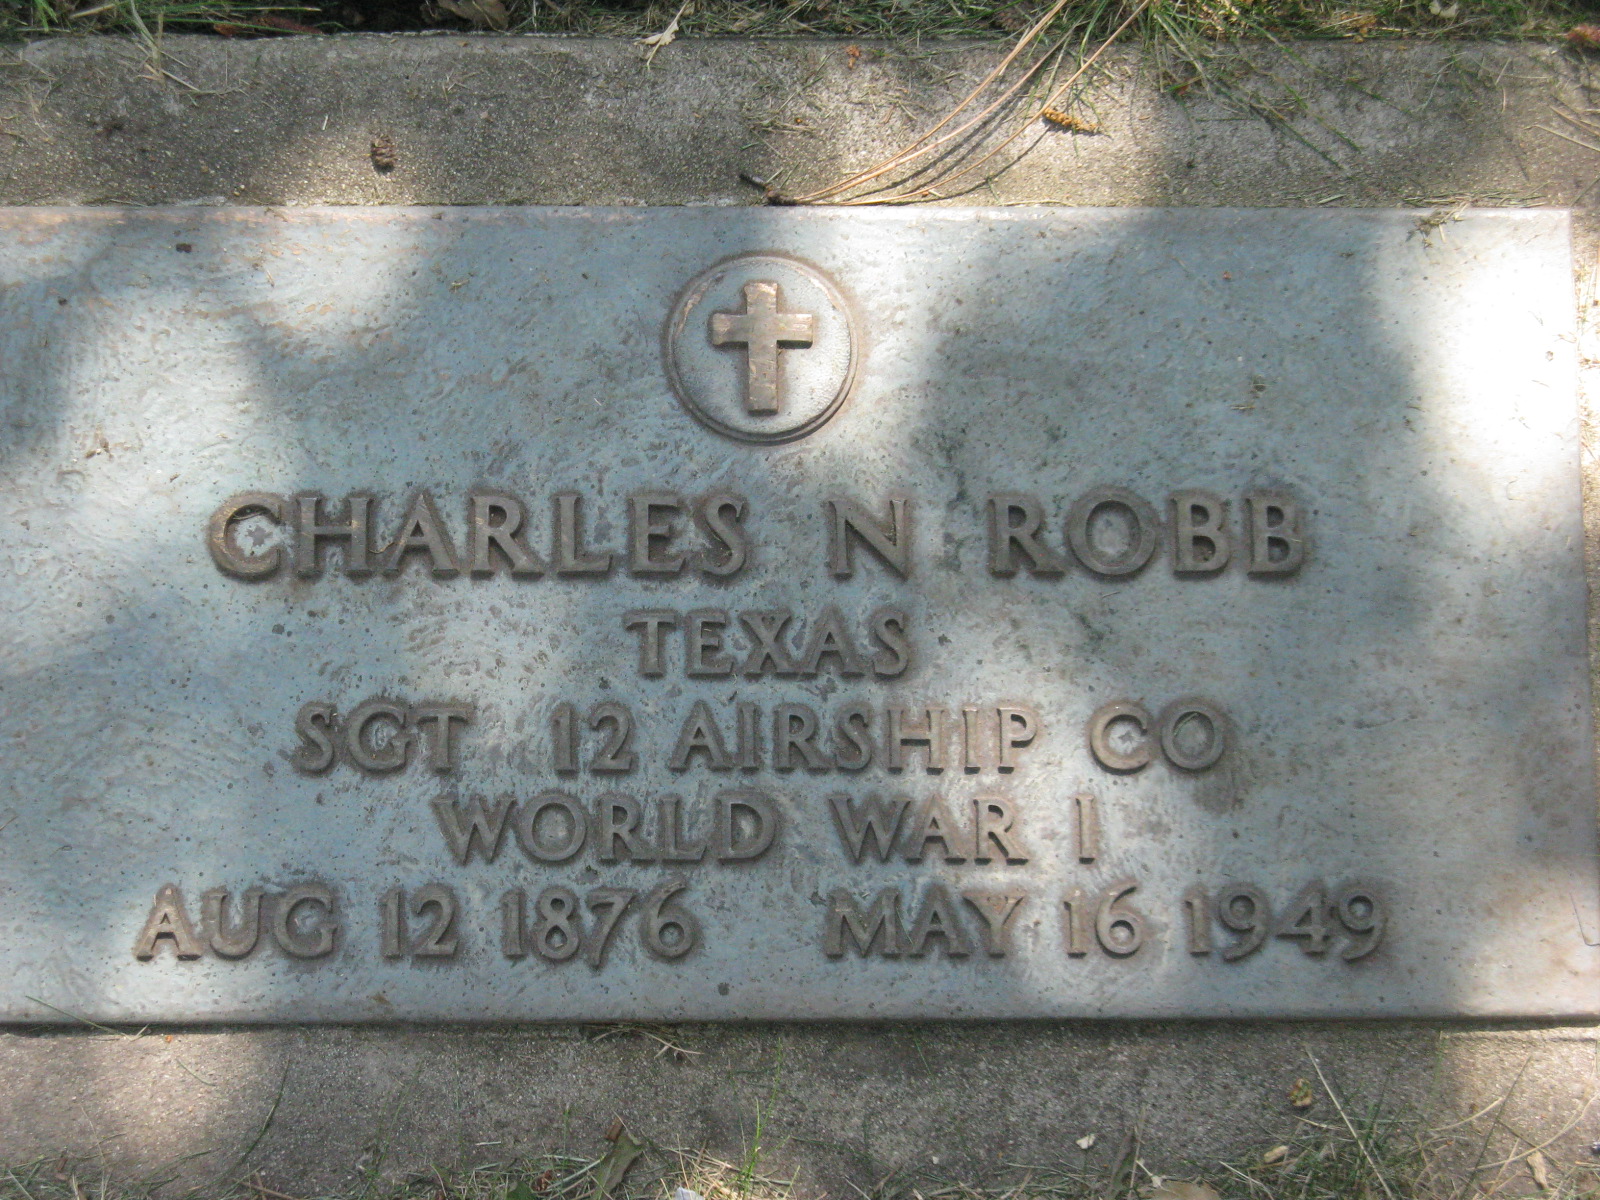 CHARLES N ROBB
TEXAS
SGT 12 AIRSHIP CO
WORLD WAR I
AUG 12 1876 MAY 16 1949